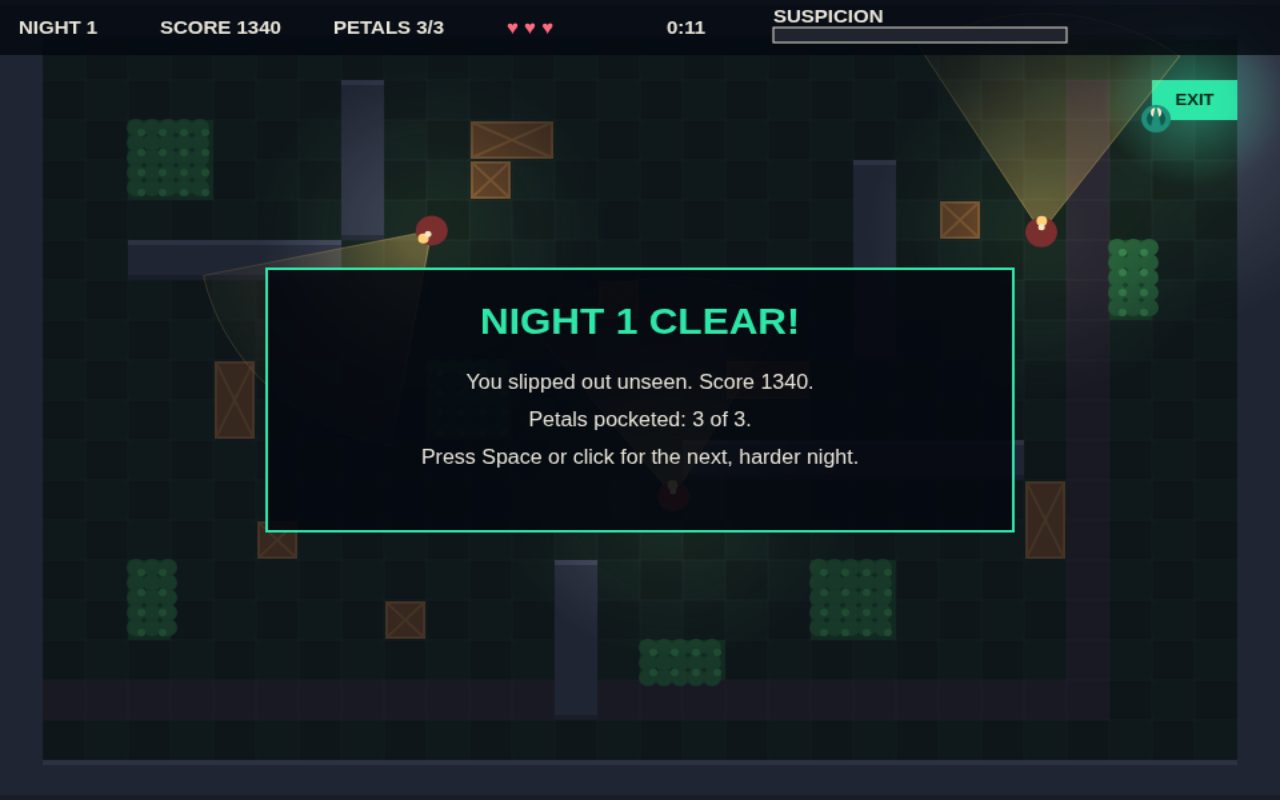 NIGHT 1 SCORE 1340 PETALS 3/3 ♥ ♥ ♥ 0:11 SUSPICION
EXIT
NIGHT 1 CLEAR!
You slipped out unseen. Score 1340.
Petals pocketed: 3 of 3.
Press Space or click for the next, harder night.